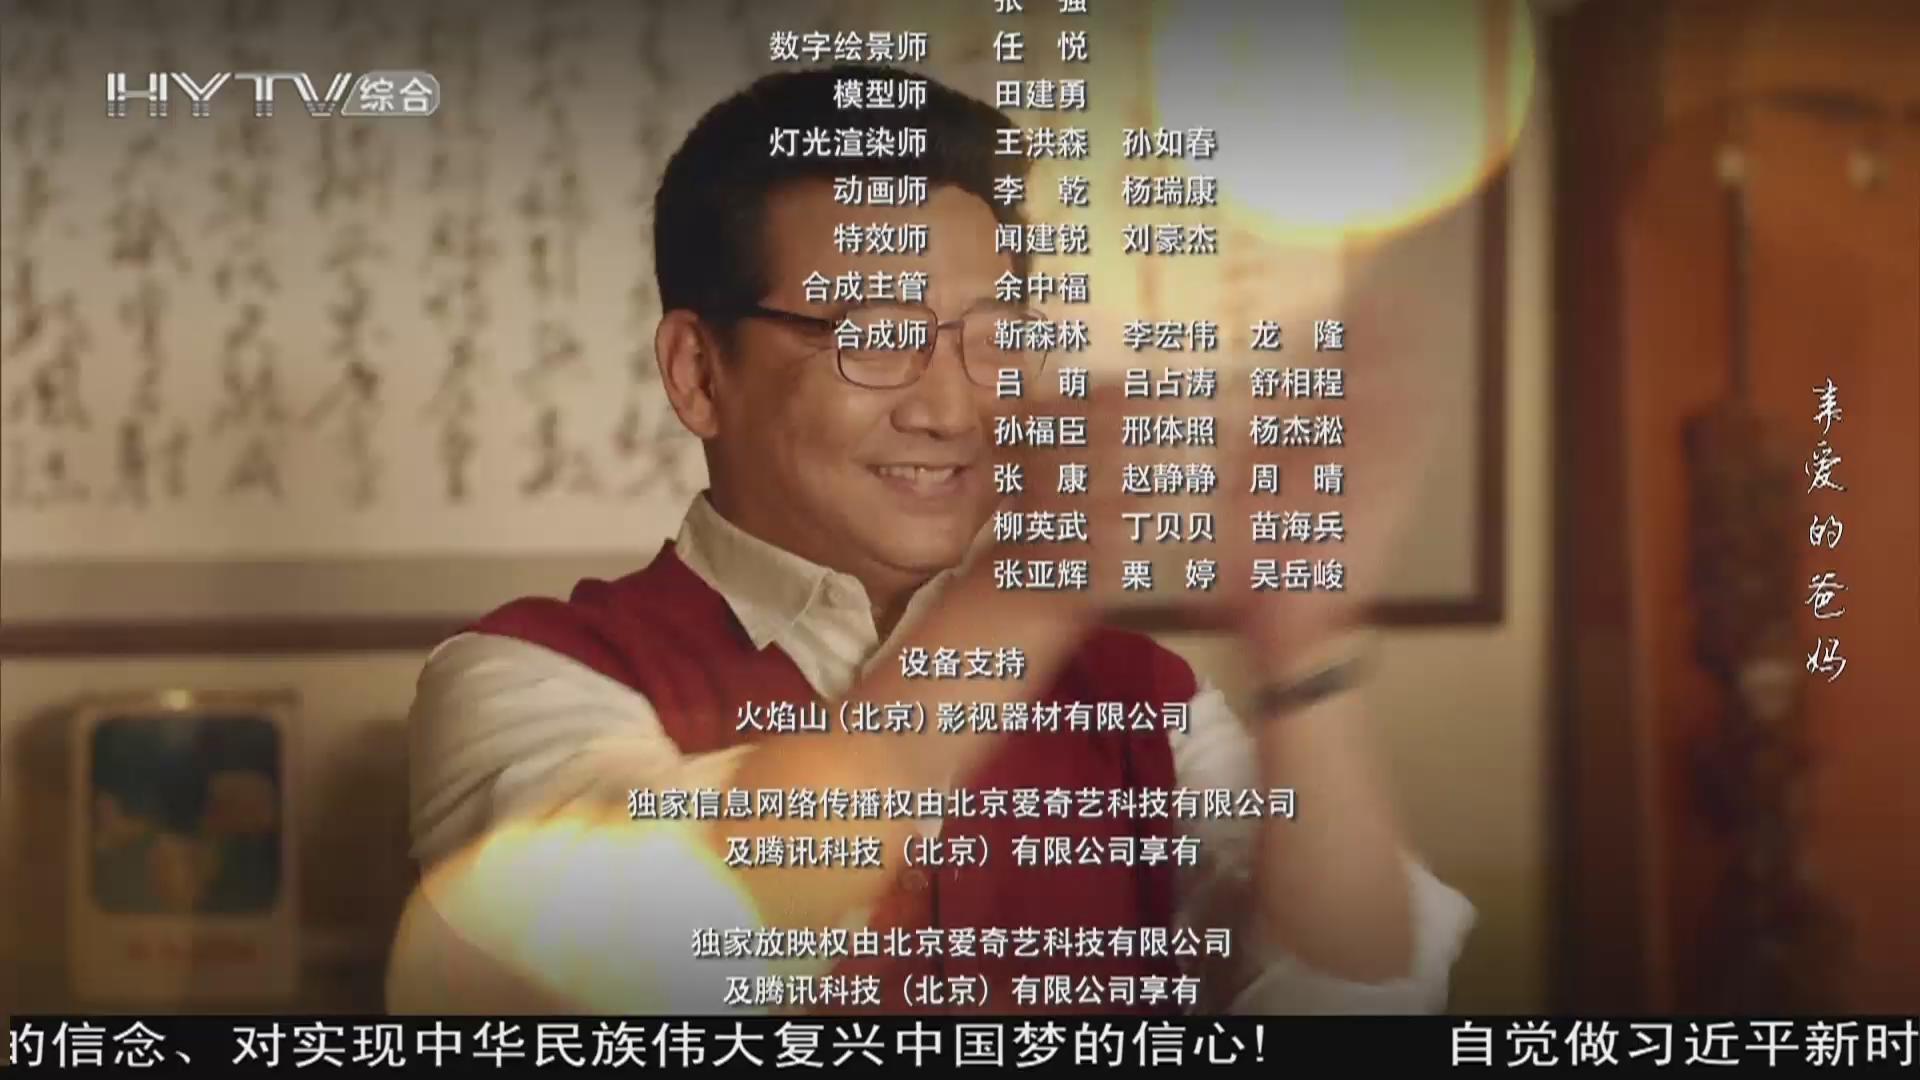 张　强
数字绘景师　任　悦
HYTV 综合
模型师　田建勇
灯光渲染师　王洪森　孙如春
动画师　李　乾　杨瑞康
特效师　闻建锐　刘豪杰
合成主管　余中福
合成师　靳森林　李宏伟　龙　隆
吕　萌　吕占涛　舒相程
孙福臣　邢体照　杨杰淞
张　康　赵静静　周　晴
柳英武　丁贝贝　苗海兵
张亚辉　栗　婷　吴岳峻
亲爱的爸妈
设备支持
火焰山(北京)影视器材有限公司
独家信息网络传播权由北京爱奇艺科技有限公司
及腾讯科技（北京）有限公司享有
独家放映权由北京爱奇艺科技有限公司
及腾讯科技（北京）有限公司享有
的信念、对实现中华民族伟大复兴中国梦的信心!　自觉做习近平新时